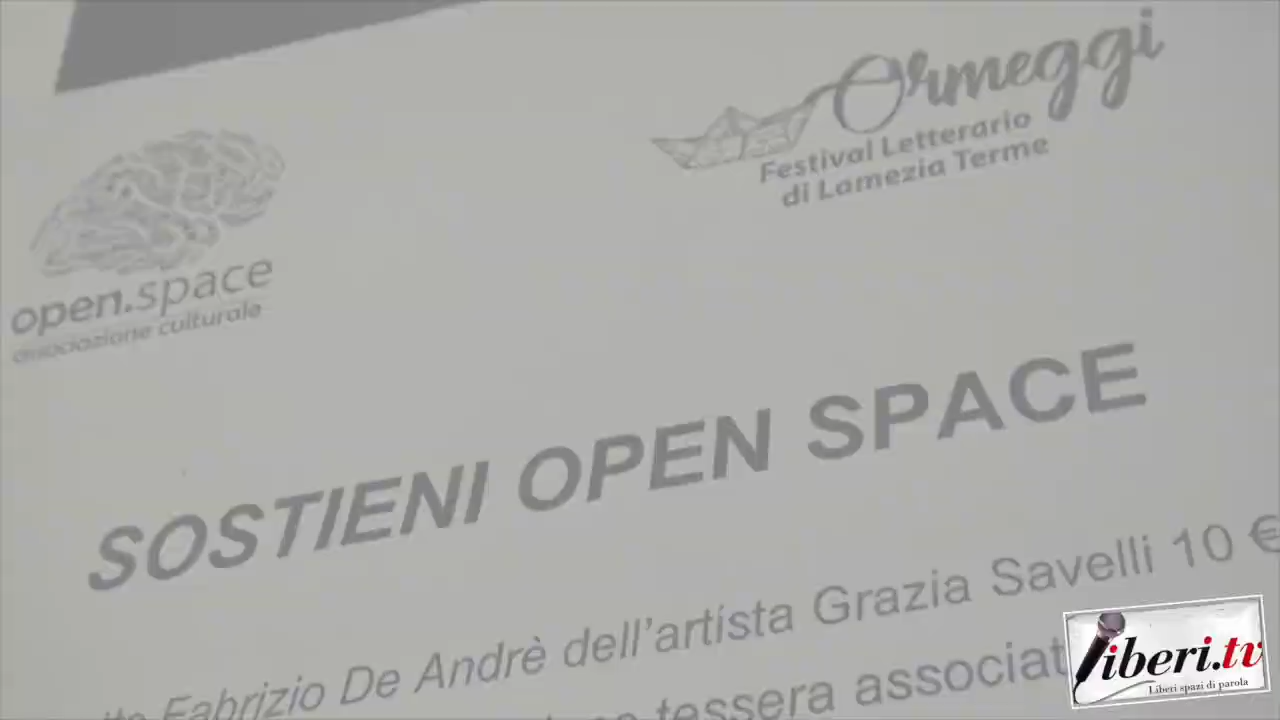 Ormeggi
Festival Letterario
di Lamezia Terme
open.space
associazione culturale
SOSTIENI OPEN SPACE
Fabrizio De Andrè dell'artista Grazia Savelli 10 €
tessera associat
liberi.tv
Liberi spazi di parola